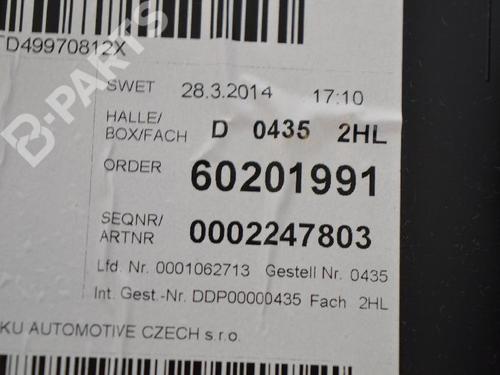 TD49970812X
B-PARTS
SWET 28.3.2014 17:10
HALLE/
BOX/FACH D 0435 2HL
ORDER 60201991
SEQNR/
ARTNR 0002247803
Lfd. Nr. 0001062713 Gestell Nr. 0435
Int. Gest.-Nr. DDP00000435 Fach 2HL
KU AUTOMOTIVE CZECH s.r.o.